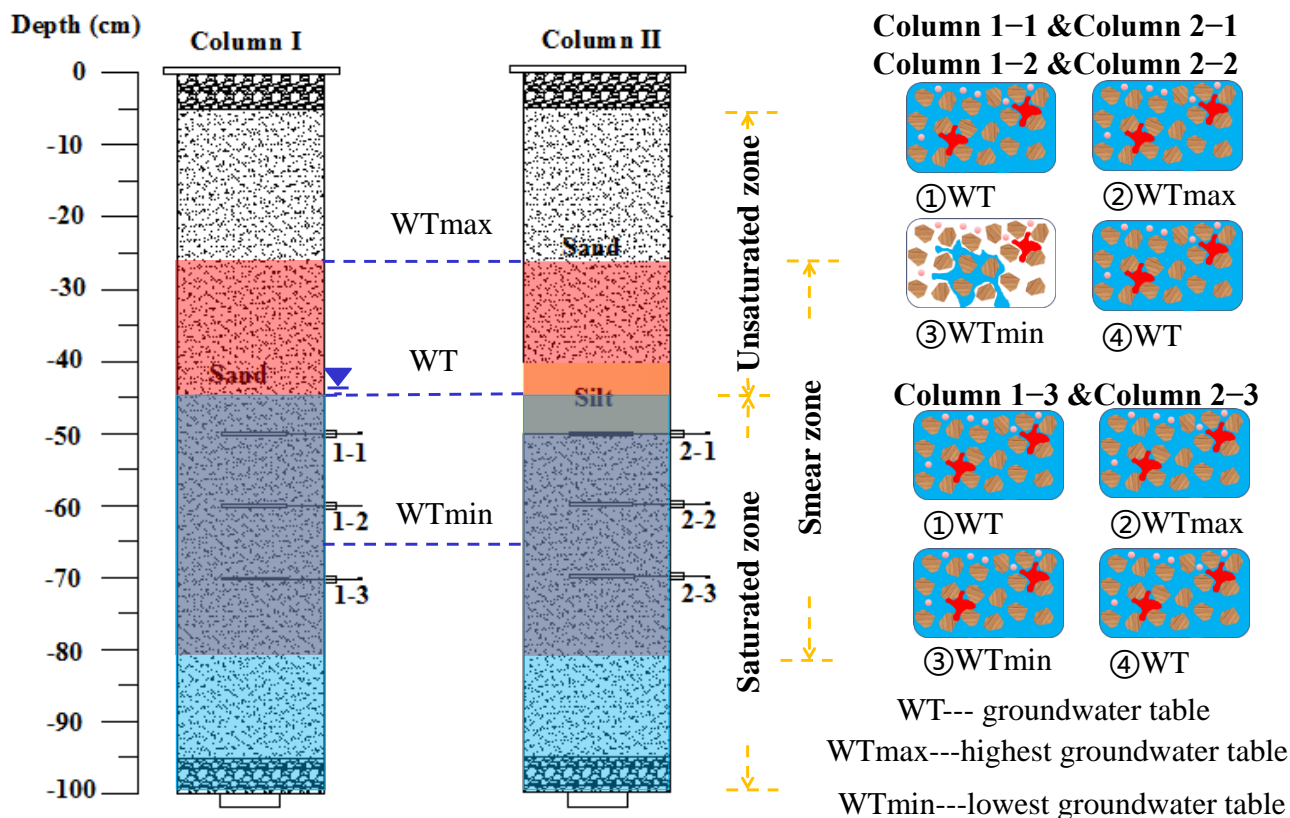 Depth (cm)
Column I
Column II
0
-10
-20
-30
-40
-50
-60
-70
-80
-90
-100
WTmax
WT
WTmin
Sand
Sand
Silt
1-1
1-2
1-3
2-1
2-2
2-3
Unsaturated zone
Saturated zone
Smear zone
Column 1−1 &Column 2−1
Column 1−2 &Column 2−2
①WT
②WTmax
③WTmin
④WT
Column 1−3 &Column 2−3
①WT
②WTmax
③WTmin
④WT
WT--- groundwater table
WTmax---highest groundwater table
WTmin---lowest groundwater table